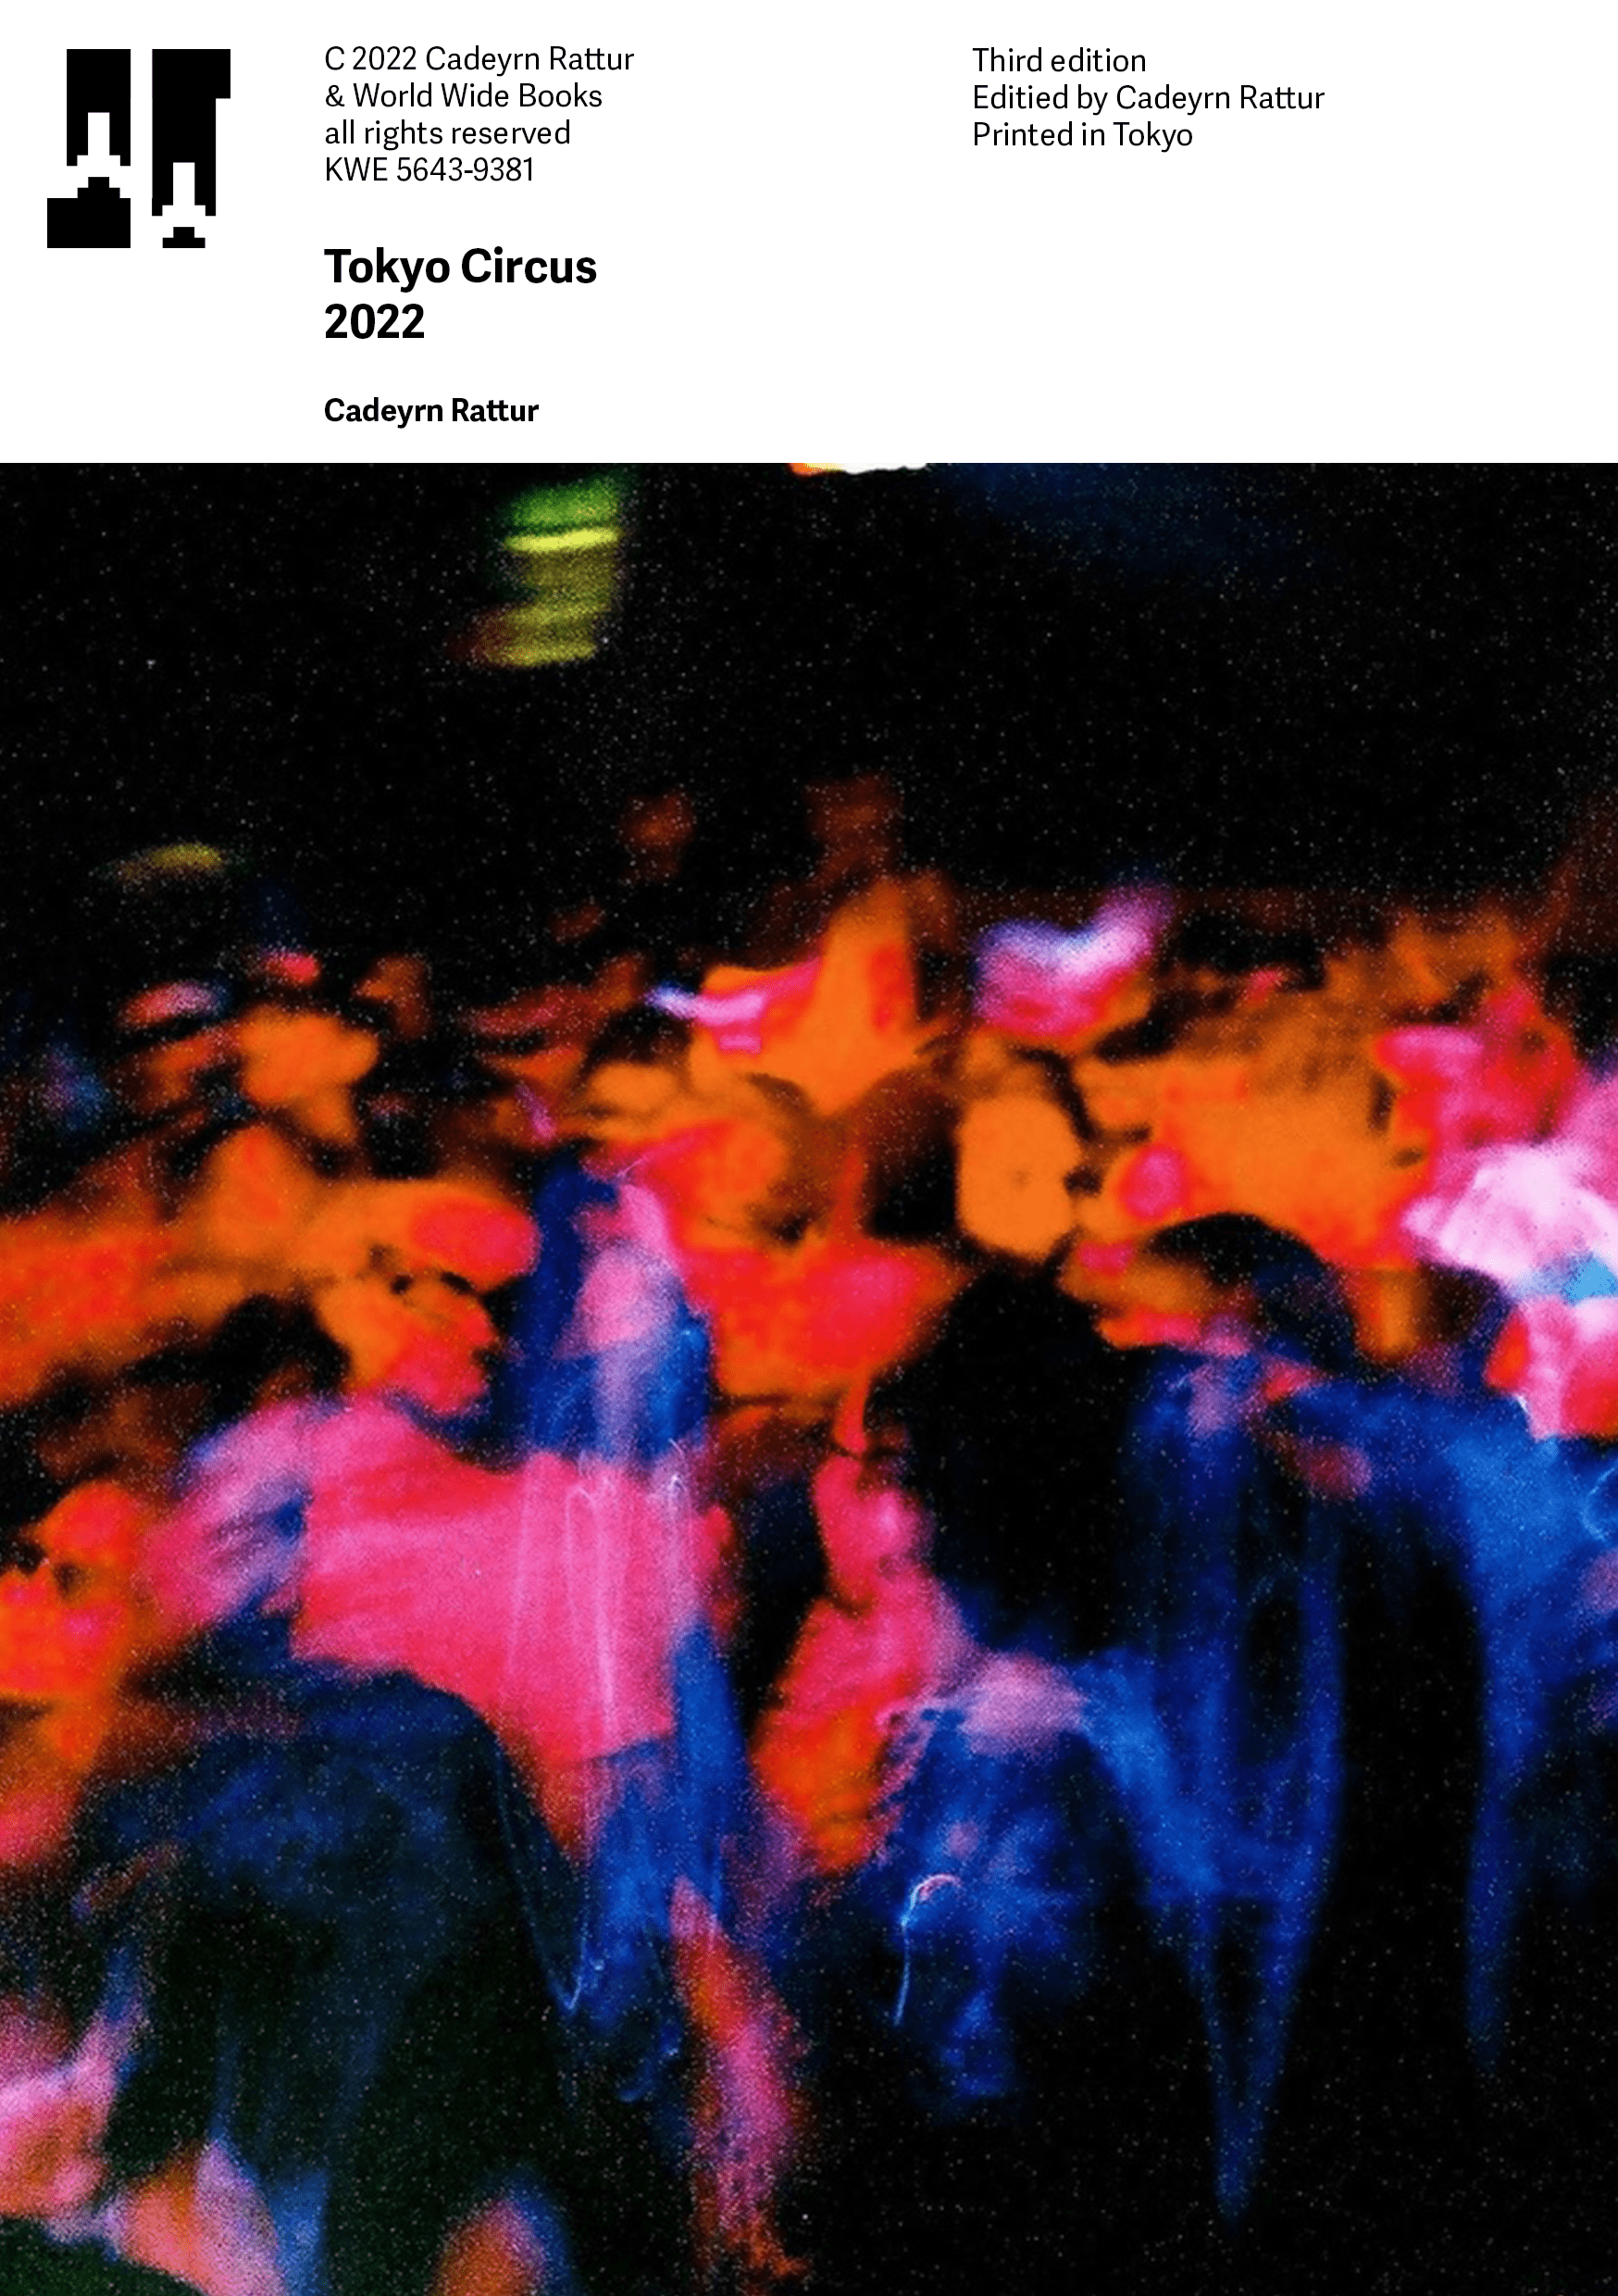 C 2022 Cadeyrn Rattur
& World Wide Books
all rights reserved
KWE 5643-9381
Third edition
Editied by Cadeyrn Rattur
Printed in Tokyo
Tokyo Circus
2022
Cadeyrn Rattur